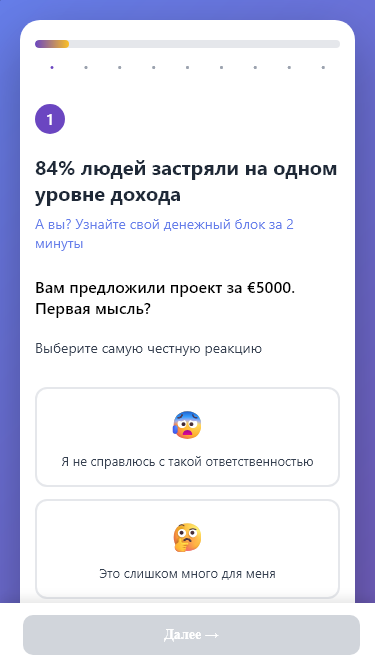 1
84% людей застряли на одном
уровне дохода
А вы? Узнайте свой денежный блок за 2
минуты
Вам предложили проект за €5000.
Первая мысль?
Выберите самую честную реакцию
Я не справлюсь с такой ответственностью
Это слишком много для меня
Далее →